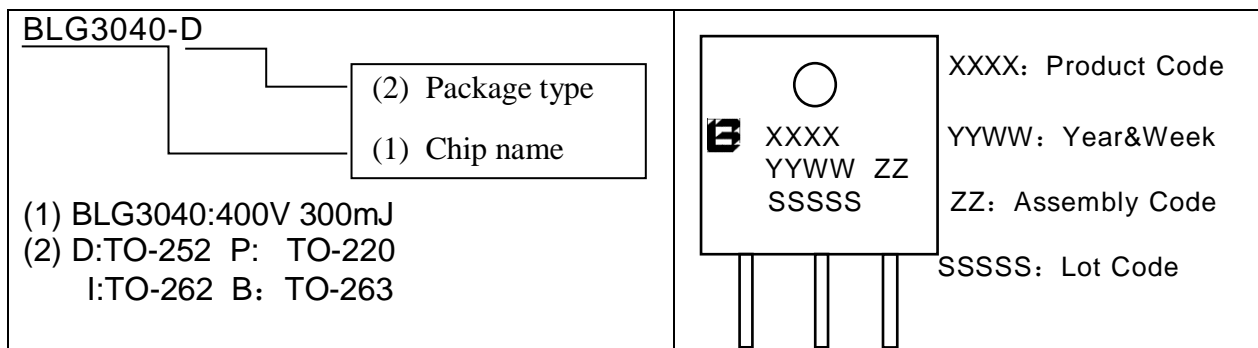 BLG3040-D
(2) Package type
(1) Chip name
(1) BLG3040:400V 300mJ
(2) D:TO-252 P: TO-220
I:TO-262 B：TO-263
XXXX
YYWW ZZ
SSSSS
XXXX：Product Code
YYWW：Year&Week
ZZ：Assembly Code
SSSSS：Lot Code